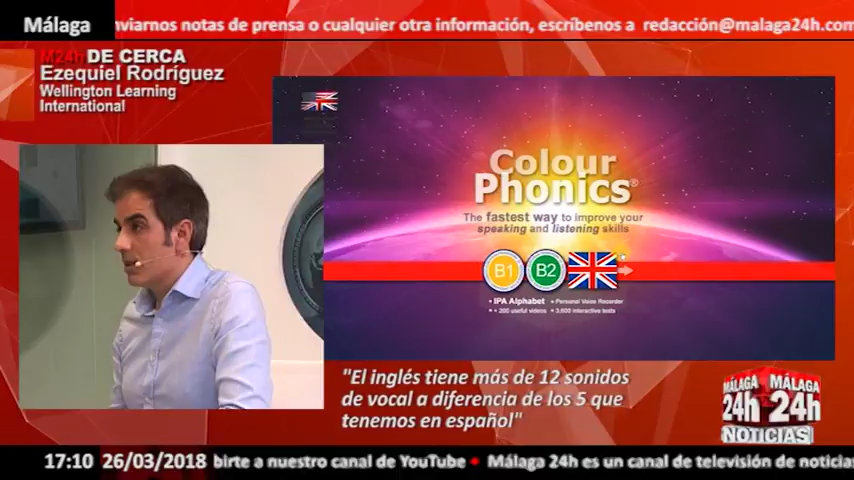 Málaga
nviarnos notas de prensa o cualquier otra información, escríbenos a redacción@malaga24h.com
M24h DE CERCA
Ezequiel Rodríguez
Wellington Learning
International
Colour
Phonics®
The fastest way to improve your
speaking and listening skills
B1 B2
• IPA Alphabet • Personal Voice Recorder
• + 200 useful videos • 3,600 interactive tests
"El inglés tiene más de 12 sonidos
de vocal a diferencia de los 5 que
tenemos en español"
MÁLAGA MÁLAGA
24h 24h
NOTICIAS
17:10 26/03/2018 birte a nuestro canal de YouTube • Málaga 24h es un canal de televisión de noticias